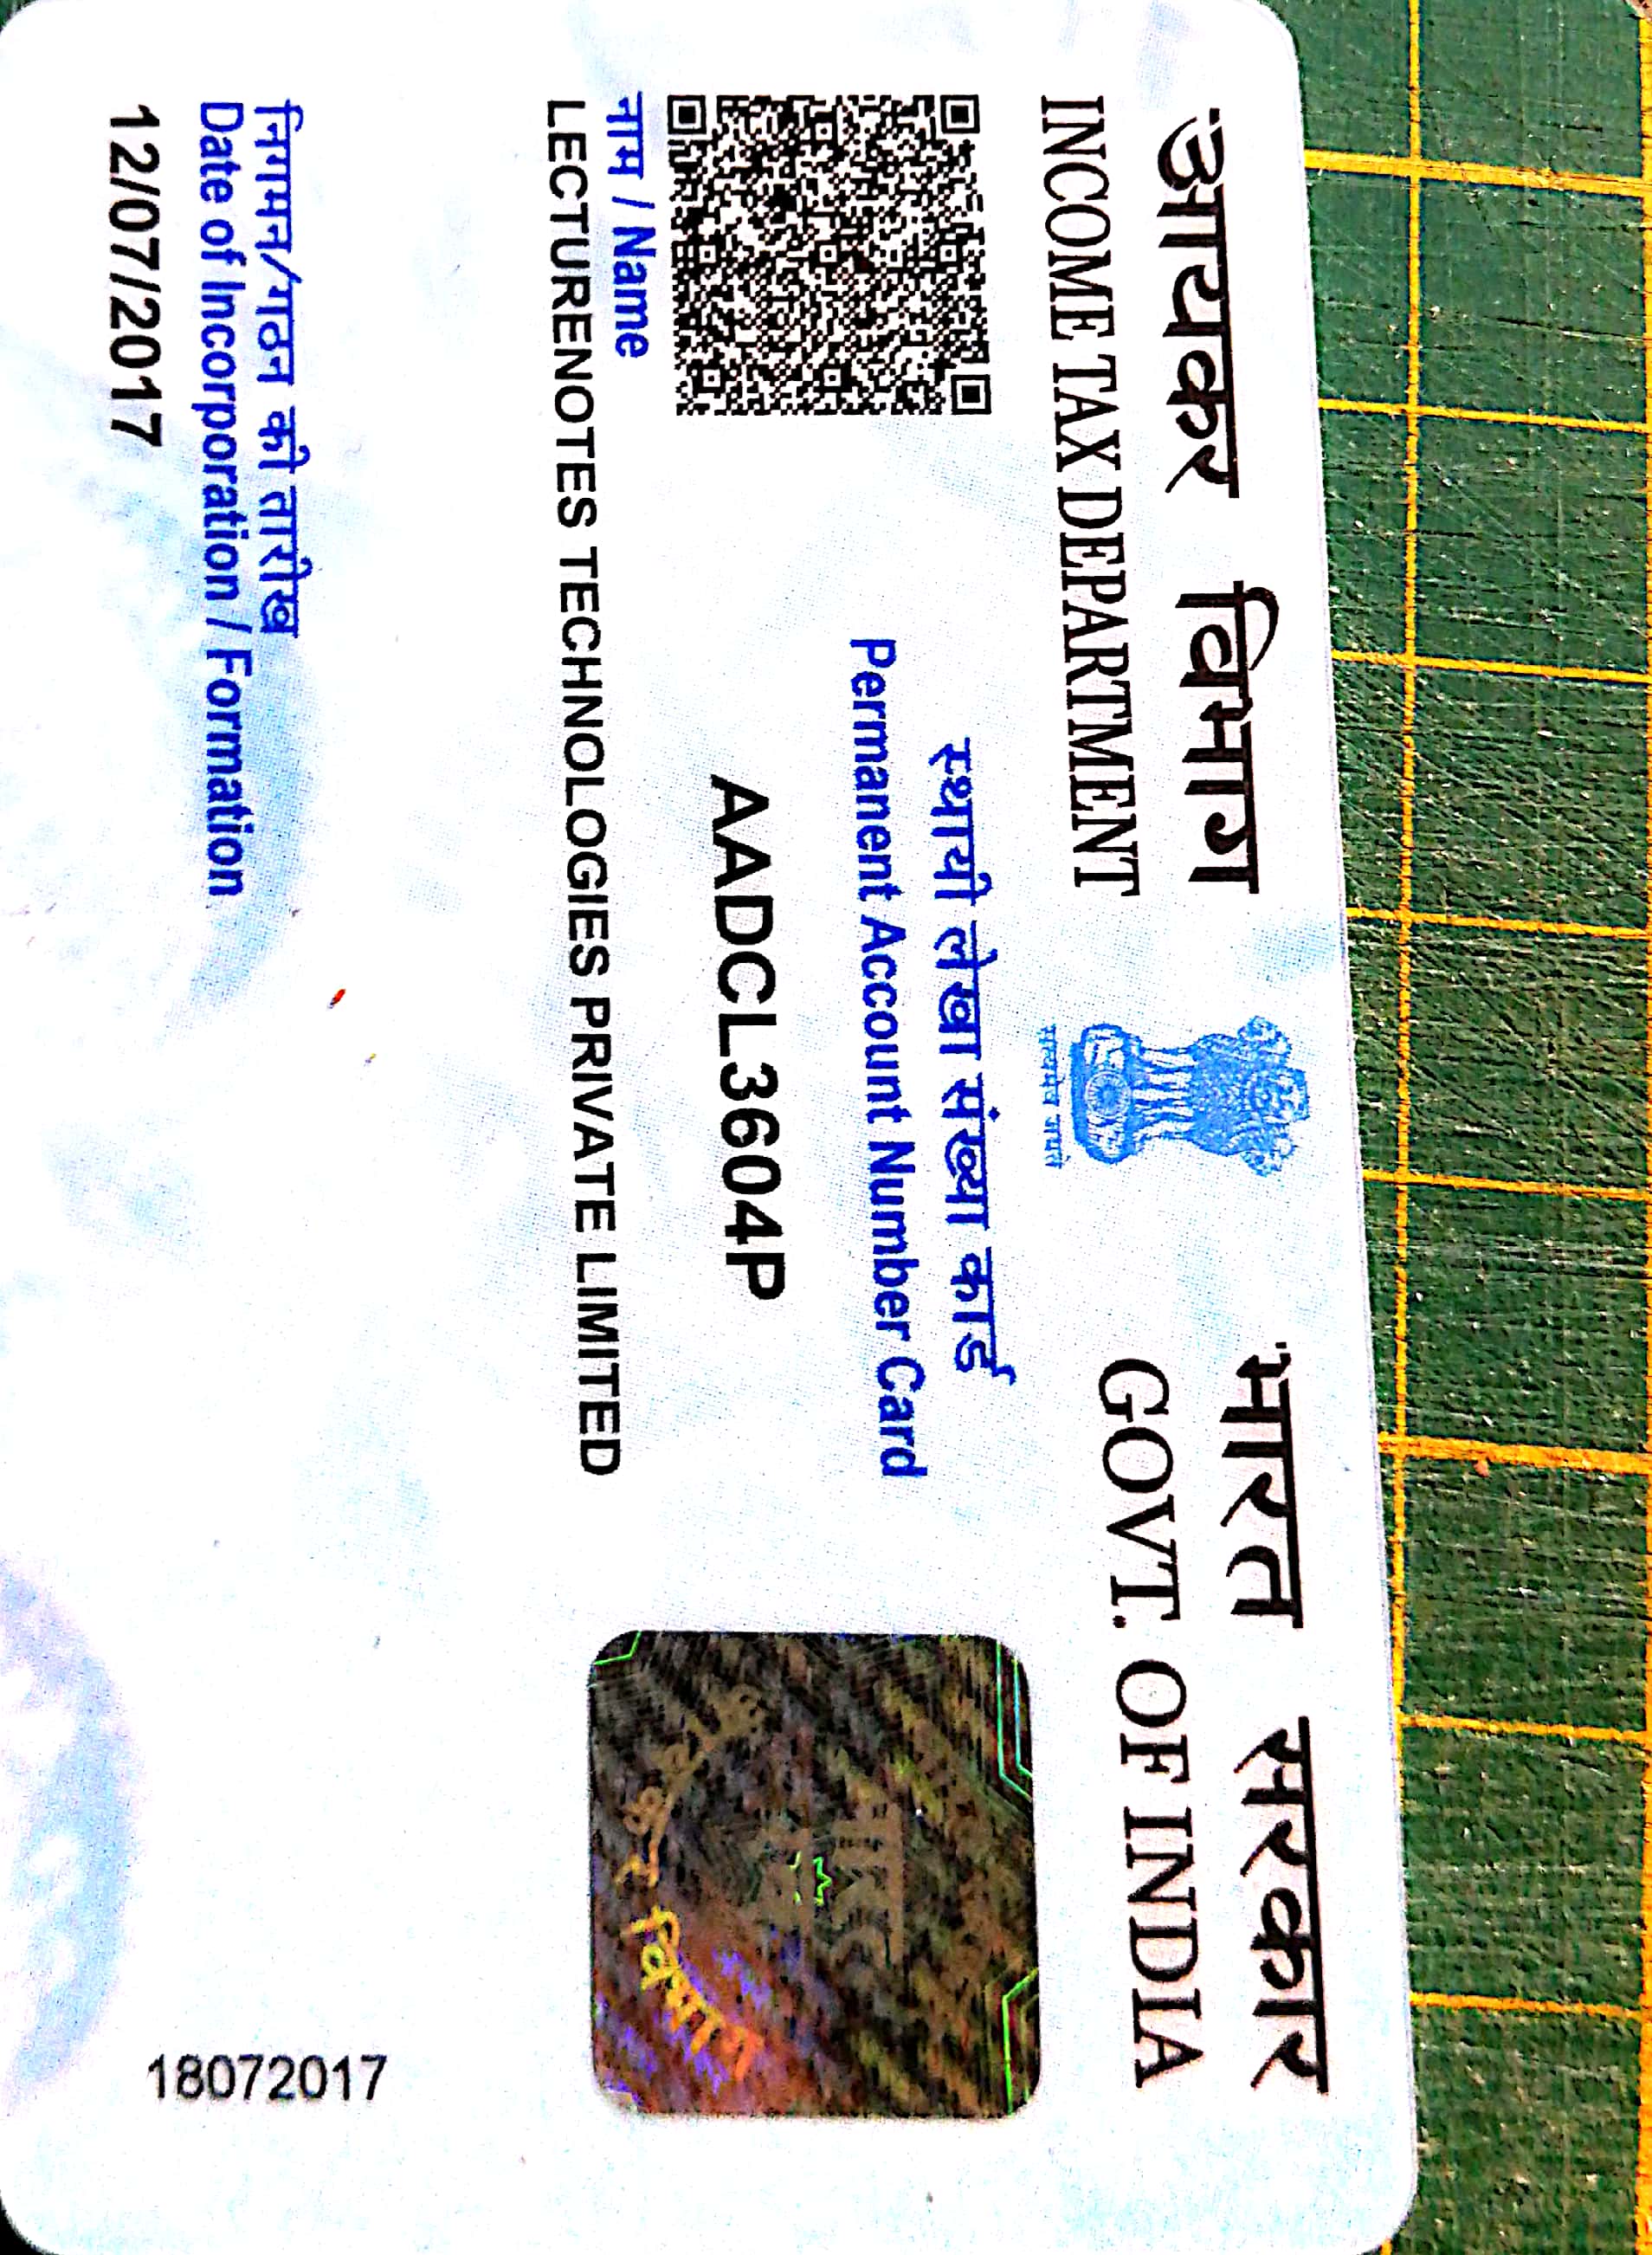 आयकर विभाग
INCOME TAX DEPARTMENT
सत्यमेव जयते
भारत सरकार
GOVT. OF INDIA
स्थायी लेखा संख्या कार्ड
Permanent Account Number Card
AADCL3604P
नाम / Name
LECTURENOTES TECHNOLOGIES PRIVATE LIMITED
निगमन/गठन की तारीख
Date of Incorporation / Formation
12/07/2017
18072017
विभाग